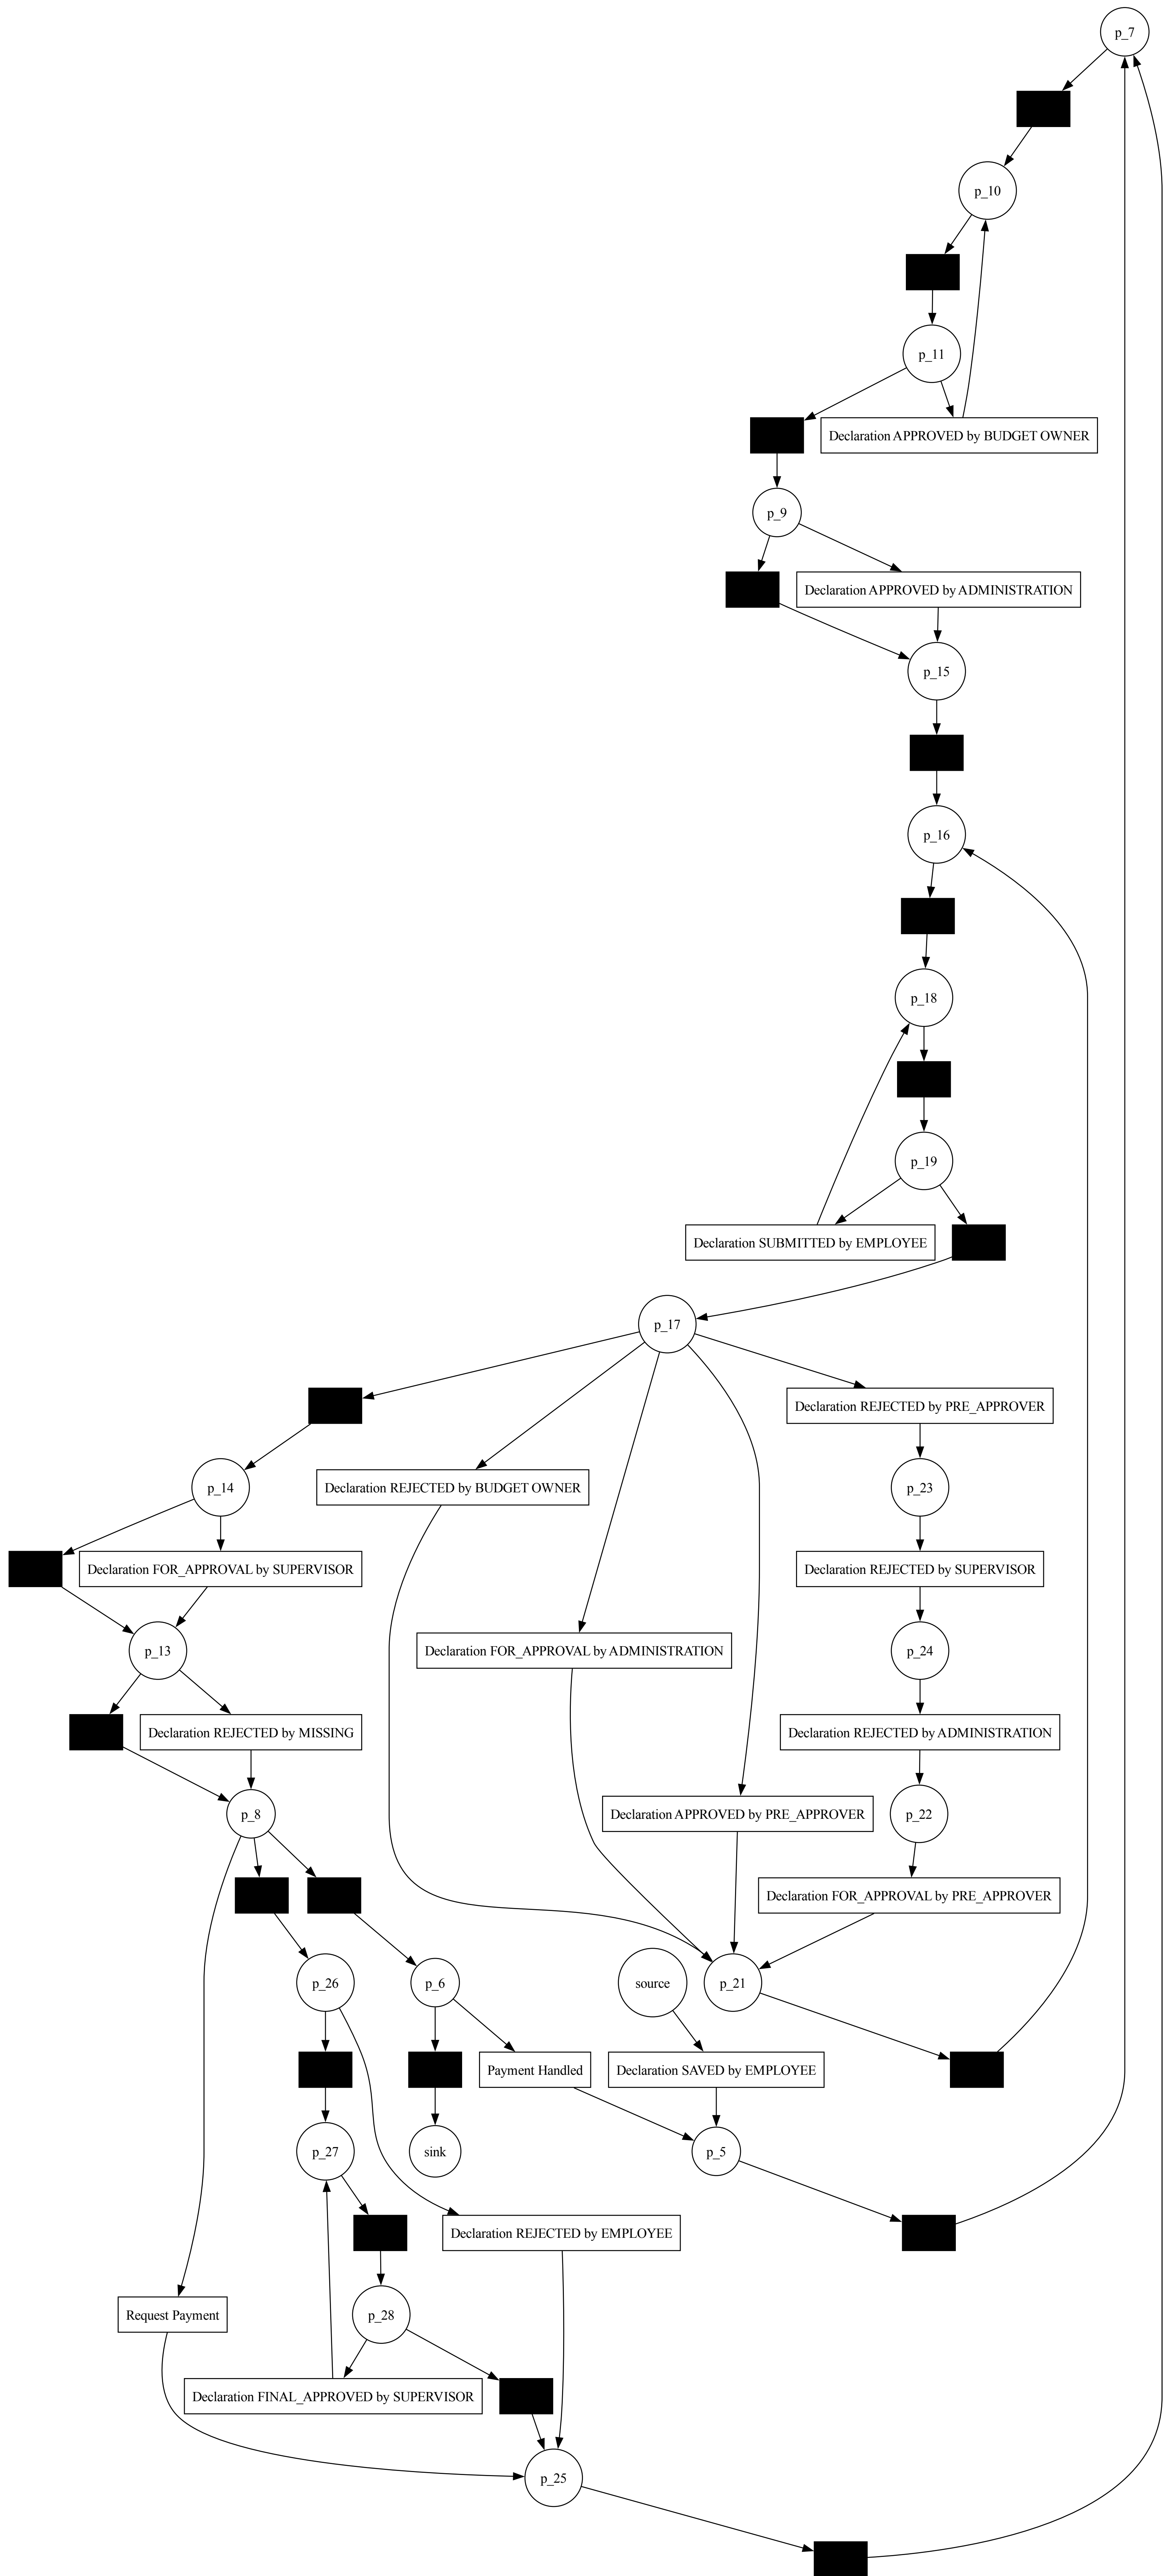 p_7
p_10
p_11
Declaration APPROVED by BUDGET OWNER
p_9
Declaration APPROVED by ADMINISTRATION
p_15
p_16
p_18
p_19
Declaration SUBMITTED by EMPLOYEE
p_17
Declaration REJECTED by PRE_APPROVER
p_14
Declaration REJECTED by BUDGET OWNER
p_23
Declaration FOR_APPROVAL by SUPERVISOR
Declaration REJECTED by SUPERVISOR
p_13
Declaration FOR_APPROVAL by ADMINISTRATION
p_24
Declaration REJECTED by MISSING
Declaration REJECTED by ADMINISTRATION
p_8
Declaration APPROVED by PRE_APPROVER
p_22
Declaration FOR_APPROVAL by PRE_APPROVER
p_26
p_6
source
p_21
Payment Handled
Declaration SAVED by EMPLOYEE
p_27
sink
p_5
Declaration REJECTED by EMPLOYEE
Request Payment
p_28
Declaration FINAL_APPROVED by SUPERVISOR
p_25